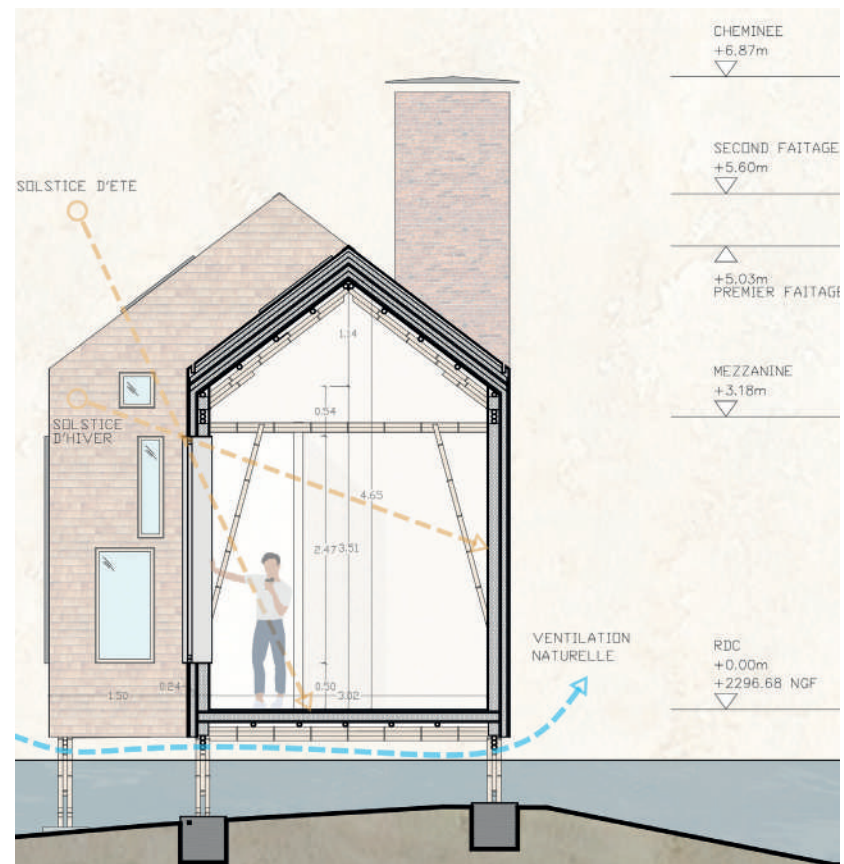 CHEMINEE
+6.87m
SECOND FAITAGE
+5.60m
SOLSTICE D'ETE
+5.03m
PREMIER FAITAGE
1.14
MEZZANINE
+3.18m
0.54
SOLSTICE
D'HIVER
4.65
2.47
3.51
VENTILATION
NATURELLE
RDC
+0.00m
+2296.68 NGF
1.50
0.24
0.50
3.02